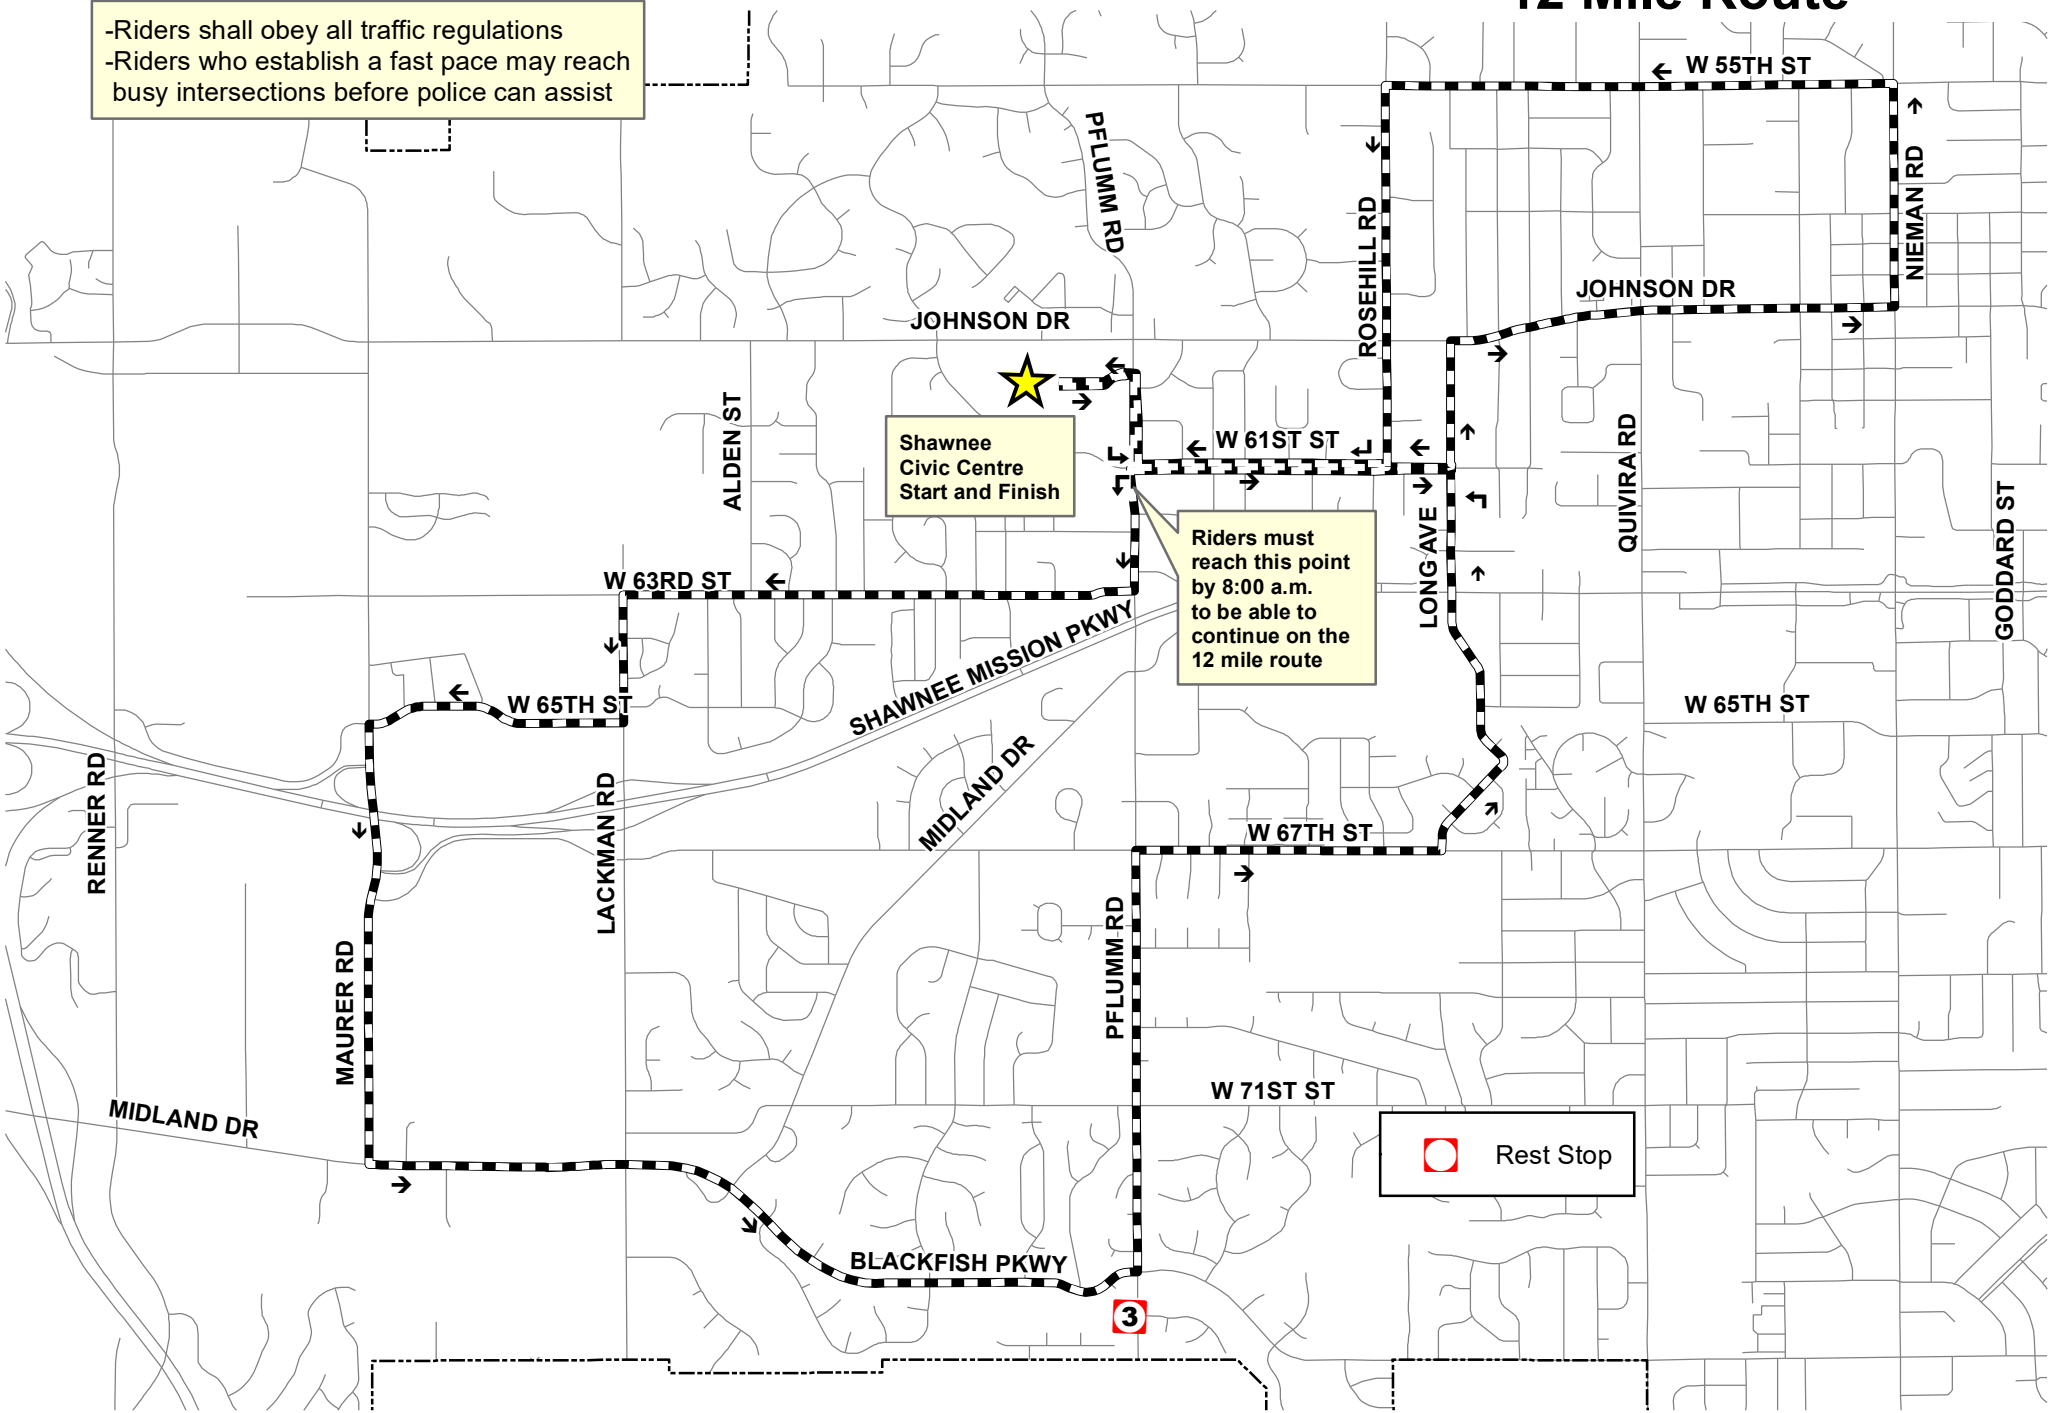 12 Mile Route
-Riders shall obey all traffic regulations
-Riders who establish a fast pace may reach
busy intersections before police can assist
W 55TH ST
PFLUMM RD
NIEMAN RD
ROSEHILL RD
JOHNSON DR
JOHNSON DR
ALDEN ST
W 61ST ST
QUIVIRA RD
Shawnee
Civic Centre
Start and Finish
GODDARD ST
LONG AVE
Riders must
reach this point
by 8:00 a.m.
to be able to
continue on the
12 mile route
W 63RD ST
SHAWNEE MISSION PKWY
W 65TH ST
W 65TH ST
RENNER RD
LACKMAN RD
MIDLAND DR
W 67TH ST
PFLUMM RD
MAURER RD
W 71ST ST
MIDLAND DR
Rest Stop
BLACKFISH PKWY
3